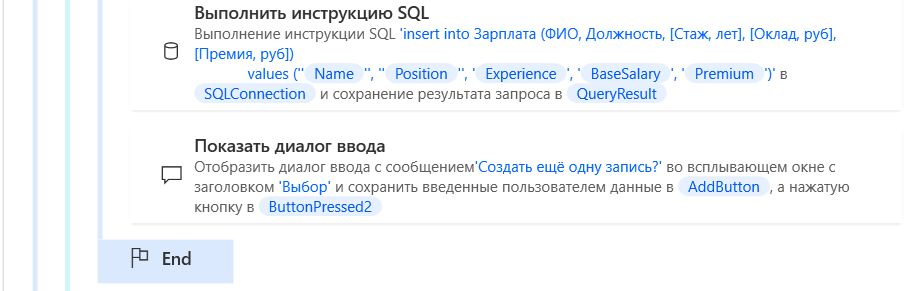 Выполнить инструкцию SQL
Выполнение инструкции SQL 'insert into Зарплата (ФИО, Должность, [Стаж, лет], [Оклад, руб],
[Премия, руб])
values ('' Name '', '' Position '', ' Experience ', ' BaseSalary ', ' Premium ')' в
SQLConnection и сохранение результата запроса в QueryResult
Показать диалог ввода
Отобразить диалог ввода с сообщением'Создать ещё одну запись?' во всплывающем окне с
заголовком 'Выбор' и сохранить введенные пользователем данные в AddButton , а нажатую
кнопку в ButtonPressed2
End